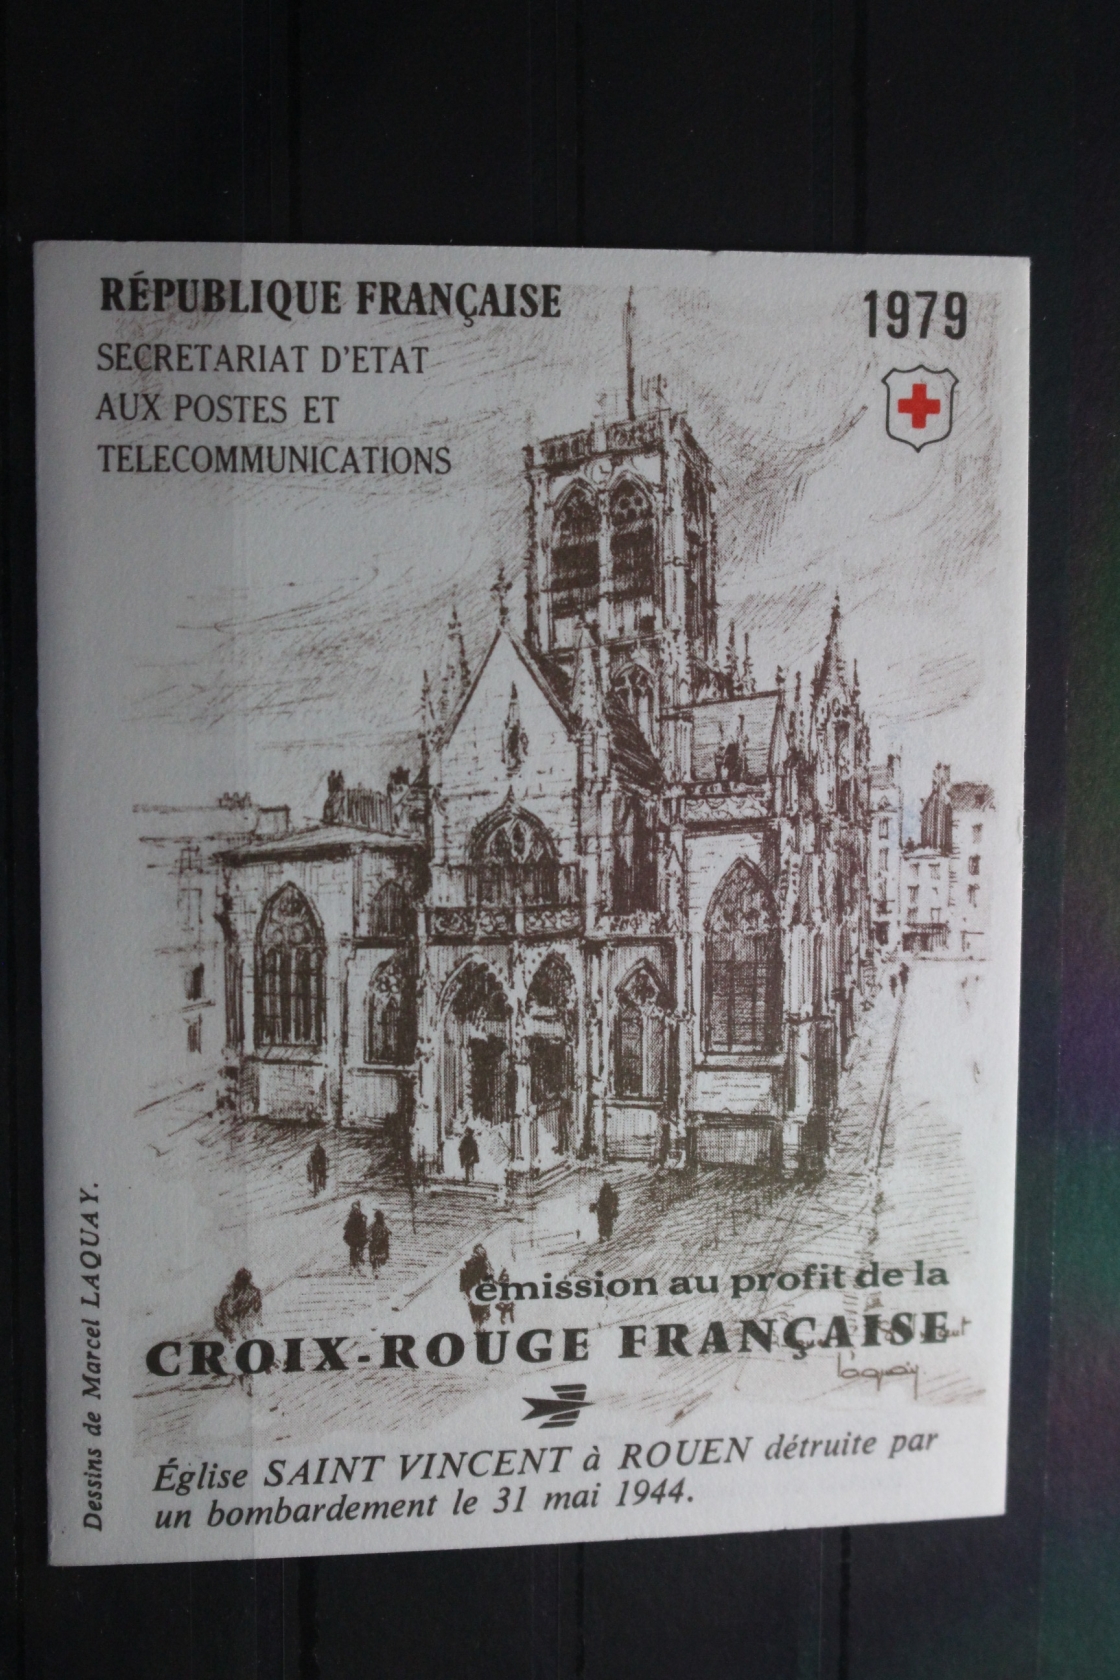 RÉPUBLIQUE FRANÇAISE
SECRETARIAT D'ETAT
AUX POSTES ET
TELECOMMUNICATIONS
1979
émission au profit de la
CROIX-ROUGE FRANÇAISE
Laquay.
Église SAINT VINCENT à ROUEN détruite par
un bombardement le 31 mai 1944.
Dessins de Marcel LAQUAY.